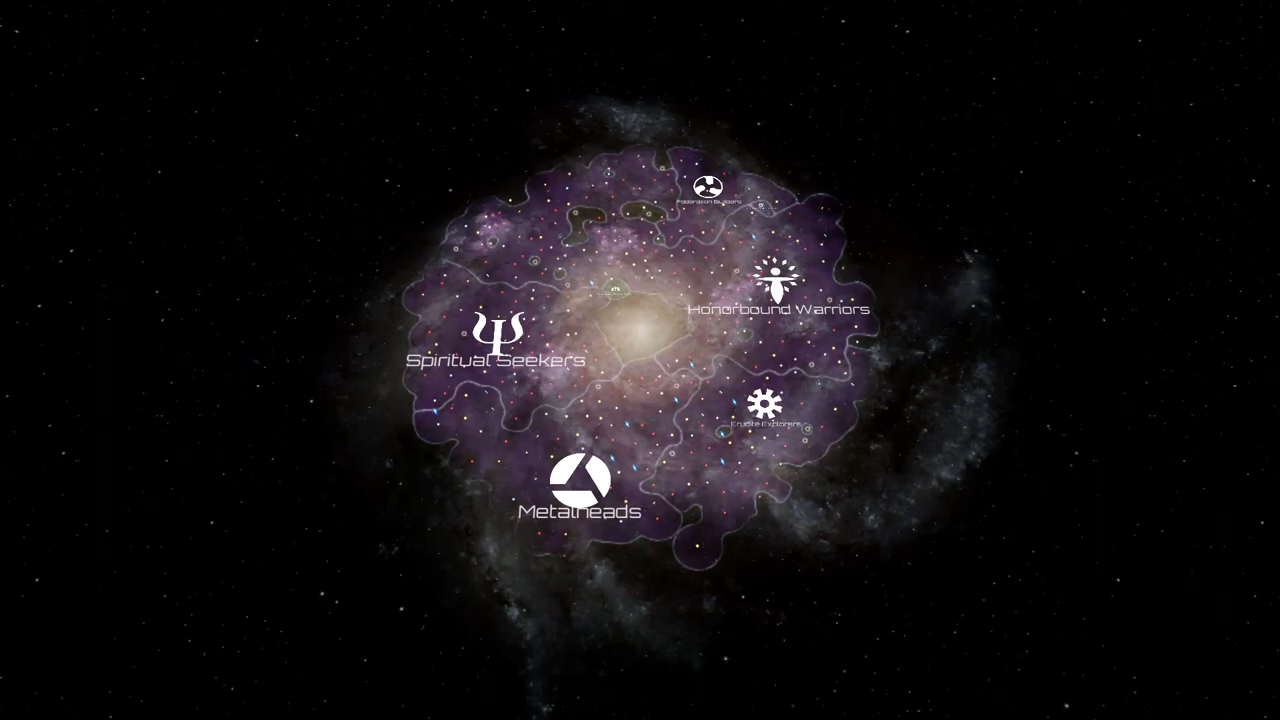 Federation Builders
Honorbound Warriors
Spiritual Seekers
Erudite Explorers
Metalheads